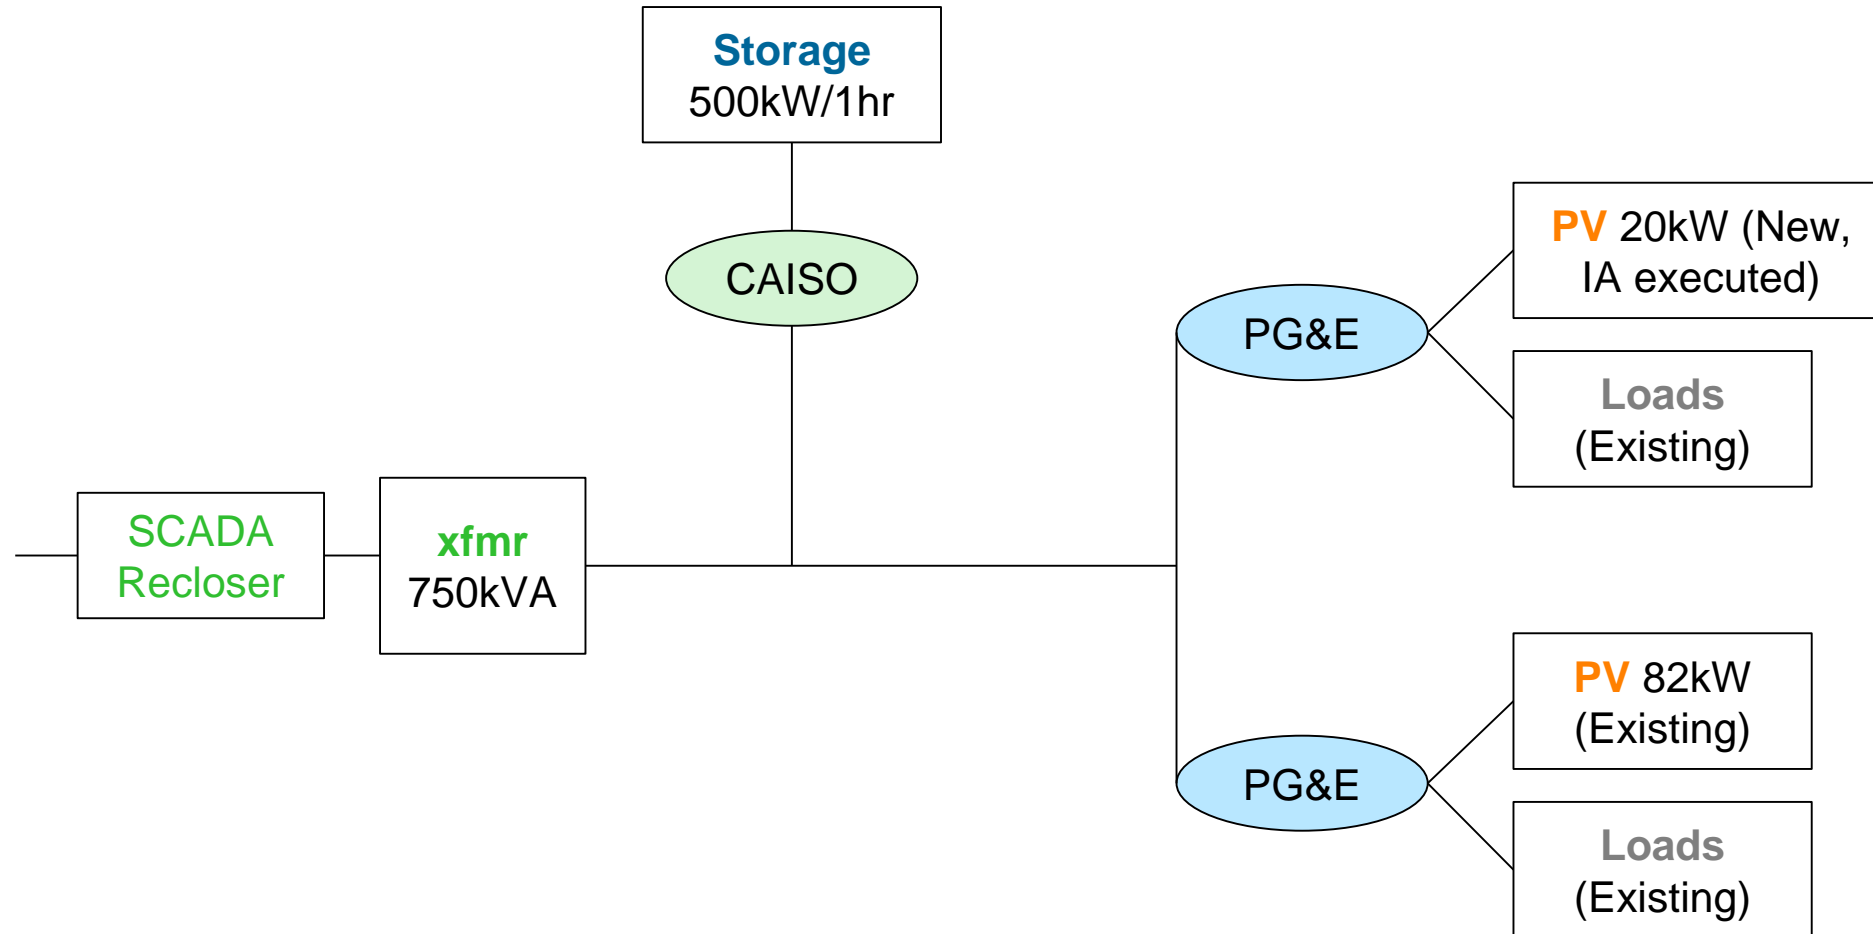 Storage
500kW/1hr
CAISO
PV 20kW (New,
IA executed)
PG&E
Loads
(Existing)
SCADA
Recloser
xfmr
750kVA
PV 82kW
(Existing)
PG&E
Loads
(Existing)